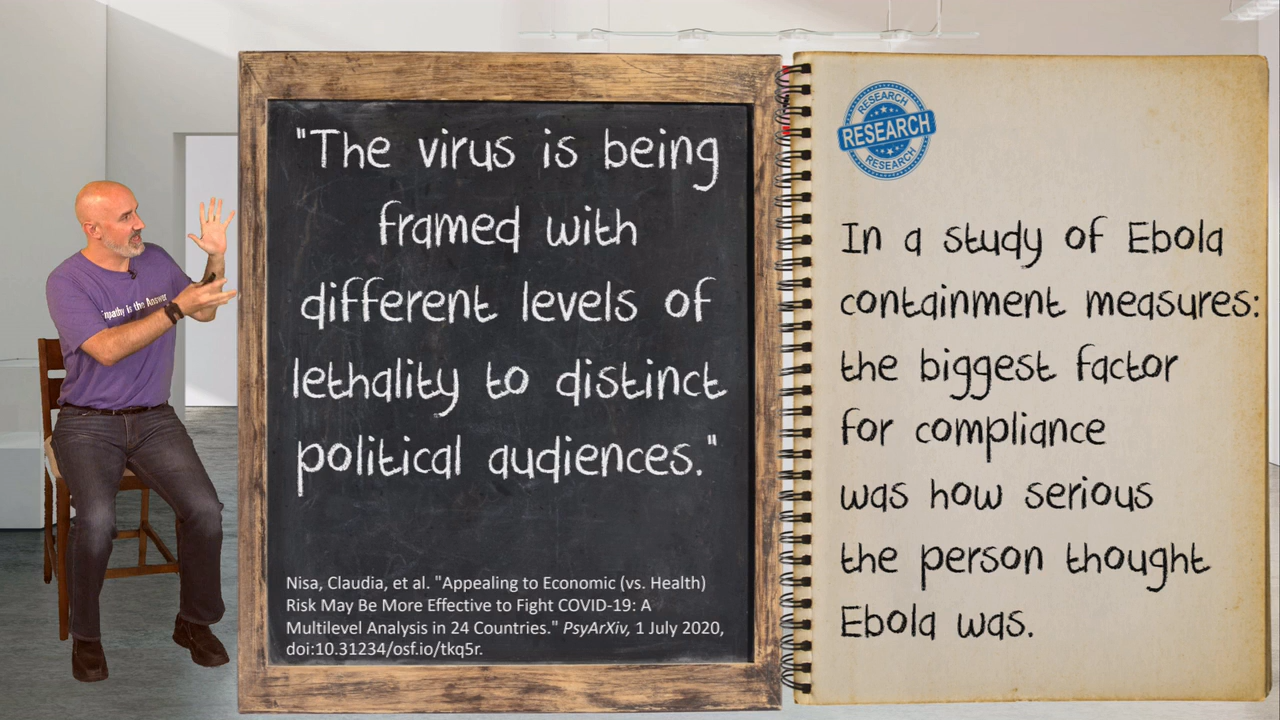 "The virus is being
framed with
different levels of
lethality to distinct
political audiences."
Nisa, Claudia, et al. "Appealing to Economic (vs. Health)
Risk May Be More Effective to Fight COVID-19: A
Multilevel Analysis in 24 Countries." PsyArXiv, 1 July 2020,
doi:10.31234/osf.io/tkq5r.
RESEARCH
RESEARCH
RESEARCH
In a study of Ebola
containment measures:
the biggest factor
for compliance
was how serious
the person thought
Ebola was.
mpathy is the Answer